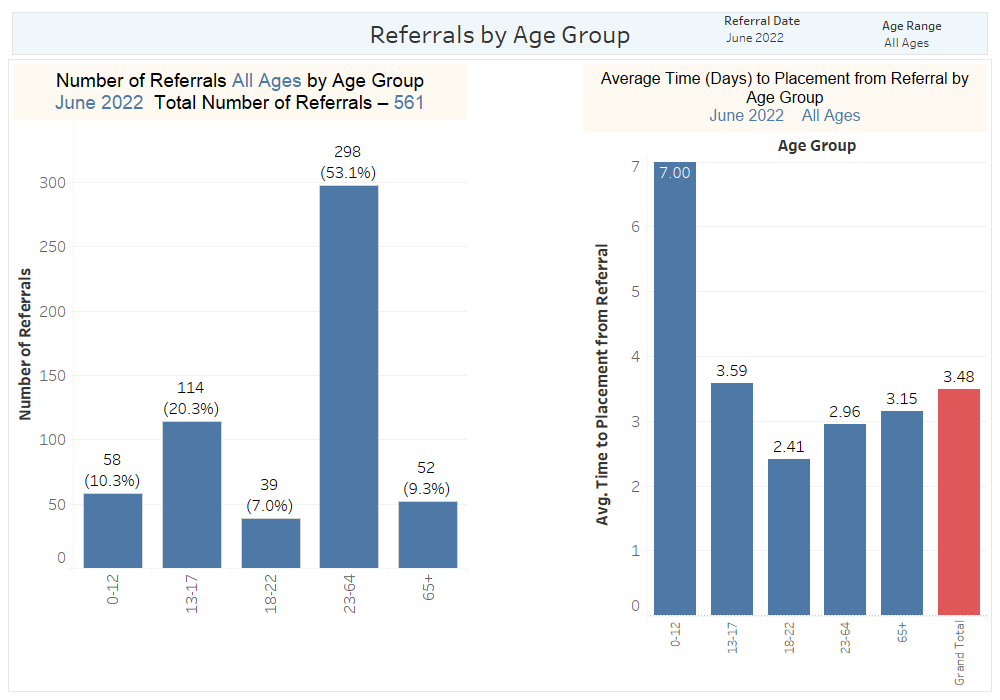 Referrals by Age Group
Referral Date
June 2022
Age Range
All Ages
Number of Referrals All Ages by Age Group
June 2022 Total Number of Referrals – 561
Number of Referrals
300
250
200
150
100
50
0
58
(10.3%)
114
(20.3%)
39
(7.0%)
298
(53.1%)
52
(9.3%)
0-12
13-17
18-22
23-64
65+
Average Time (Days) to Placement from Referral by
Age Group
June 2022 All Ages
Age Group
Avg. Time to Placement from Referral
7
6
5
4
3
2
1
0
7.00
3.59
2.41
2.96
3.15
3.48
0-12
13-17
18-22
23-64
65+
Grand Total